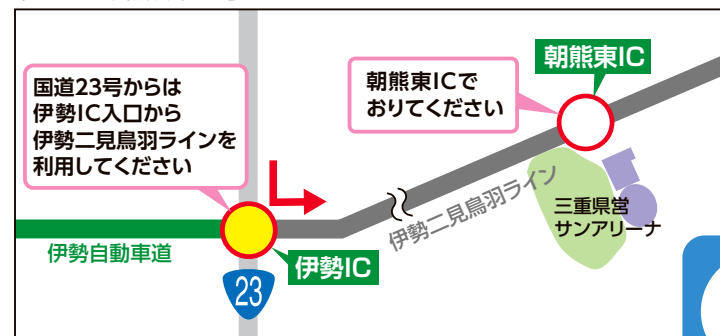 国道23号からは
伊勢IC入口から
伊勢二見鳥羽ラインを
利用してください
朝熊東ICで
おりてください
朝熊東IC
伊勢二見鳥羽ライン
三重県営
サンアリーナ
伊勢自動車道
伊勢IC
23